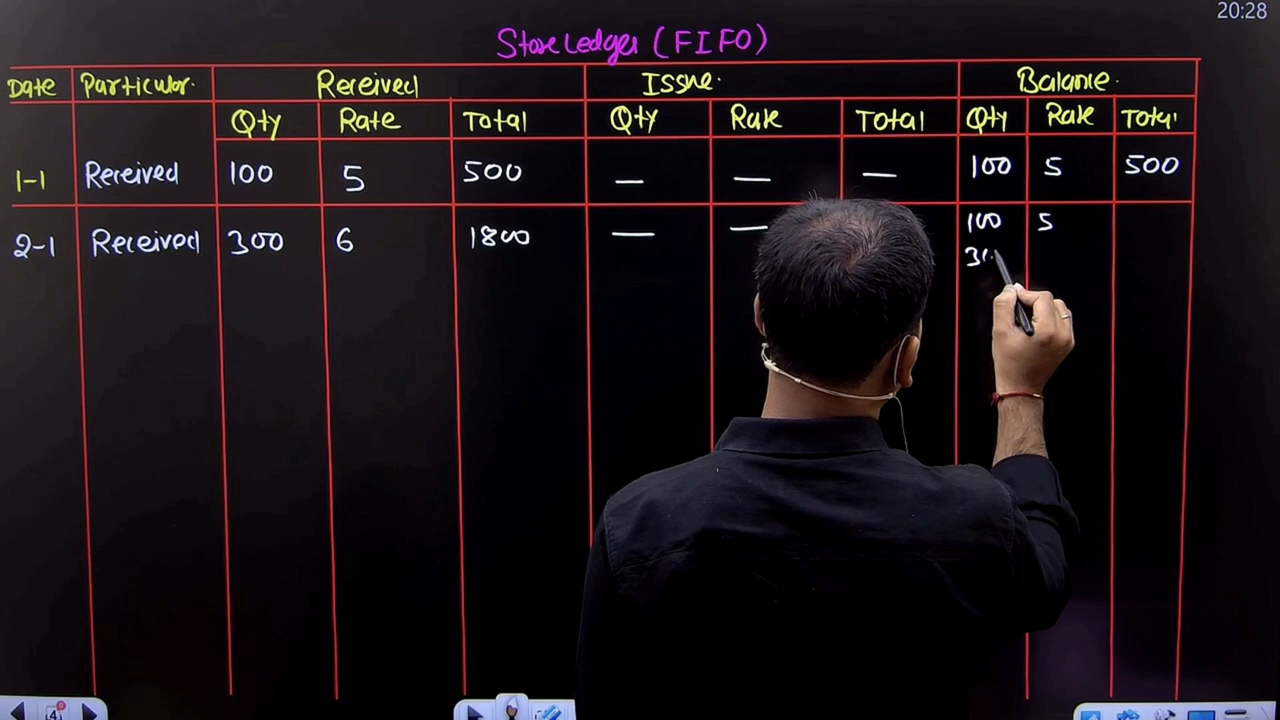 20:28
Store Ledger (FIFO)
Date Particular. Received Issue. Balance.
Qty Rate Total Qty Rate Total Qty Rate Total
1-1 Received 100 5 500 — — — 100 5 500
2-1 Received 300 6 1800 — — 100 5
4